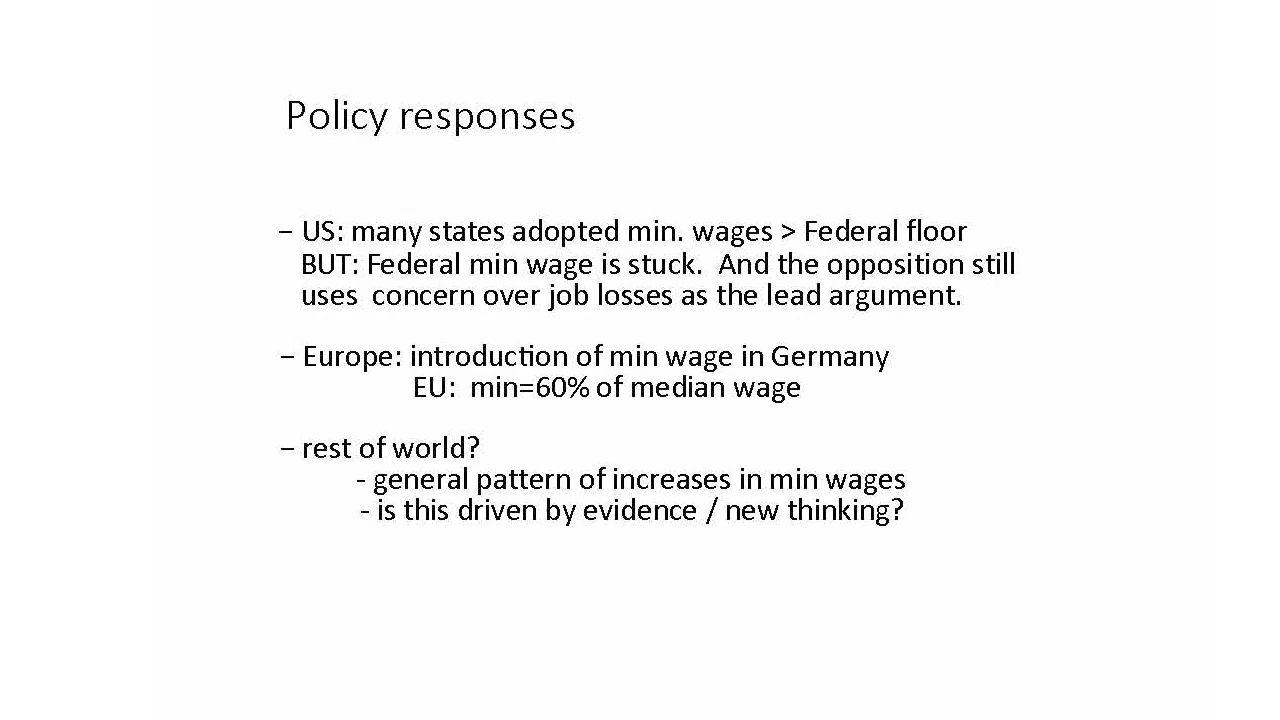 Policy responses
– US: many states adopted min. wages > Federal floor
BUT: Federal min wage is stuck.  And the opposition still
uses  concern over job losses as the lead argument.
– Europe: introduction of min wage in Germany
EU:  min=60% of median wage
– rest of world?
- general pattern of increases in min wages
- is this driven by evidence / new thinking?